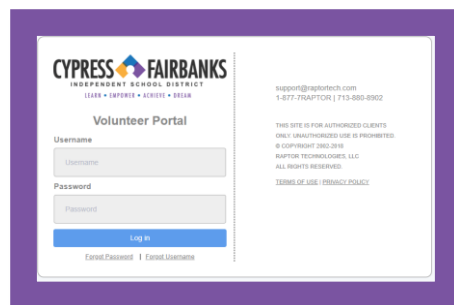 CYPRESS FAIRBANKS
INDEPENDENT SCHOOL DISTRICT
LEARN • EMPOWER • ACHIEVE • DREAM
Volunteer Portal
Username
Username
Password
Password
Log in
Forgot Password | Forgot Username
support@raptortech.com
1-877-7RAPTOR | 713-880-8902
THIS SITE IS FOR AUTHORIZED CLIENTS
ONLY. UNAUTHORIZED USE IS PROHIBITED.
© COPYRIGHT 2002-2018
RAPTOR TECHNOLOGIES, LLC
ALL RIGHTS RESERVED.
TERMS OF USE | PRIVACY POLICY